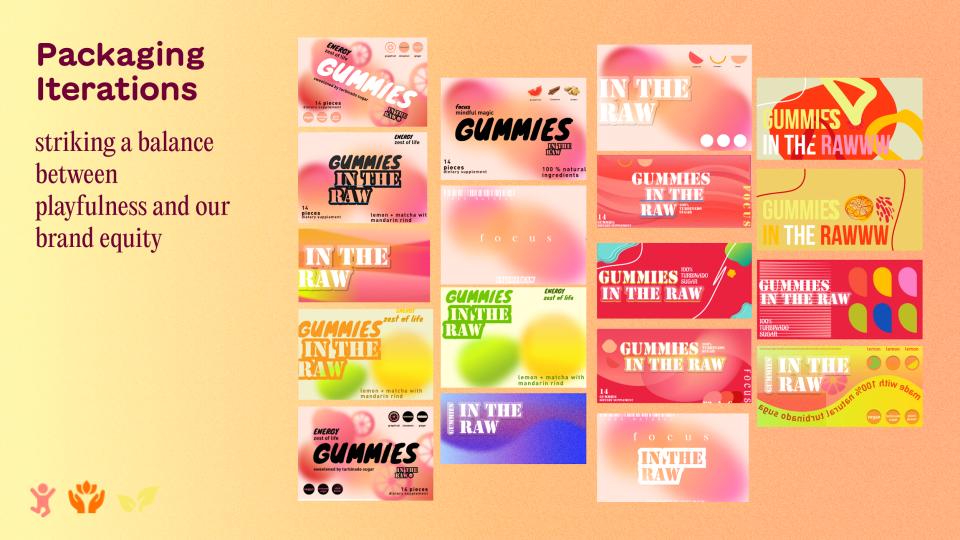 Packaging
Iterations
striking a balance
between
playfulness and our
brand equity
ENERGY
zest of life
GUMMIES
sweetened by turbinado sugar
14 pieces
dietary supplement
IN THE
RAW
ENERGY
zest of life
GUMMIES
IN THE
RAW
14
pieces
dietary supplement
lemon + matcha wit
mandarin rind
IN THE
RAW
ENERGY
zest of life
GUMMIES
IN THE
RAW
lemon + matcha with
mandarin rind
ENERGY
zest of life
GUMMIES
sweetened by turbinado sugar
IN THE
RAW
14 pieces
dietary supplement
focus
mindful magic
GUMMIES
IN THE
RAW
14
pieces
dietary supplement
100 % natural
ingredients
focus
GUMMIES
IN THE
RAW
ENERGY
zest of life
lemon + matcha with
mandarin rind
GUMMIES
IN THE
RAW
IN THE
RAW
GUMMIES
IN THE
RAW
100%
TURBINADO
SUGAR
14
FOCUS
GUMMIES
IN THE RAW
100%
TURBINADO
SUGAR
GUMMIES
IN THE RAW
14
GUMMIES
DIETARY SUPPLEMENT
FOCUS
focus
IN THE
RAW
GUMMIES
IN THE RAWWW
GUMMIES
IN THE RAWWW
GUMMIES
IN THE RAW
100%
TURBINADO
SUGAR
GUMMIES
IN THE
RAW
lemon lemon lemon
made with 100% natural turbinado suga